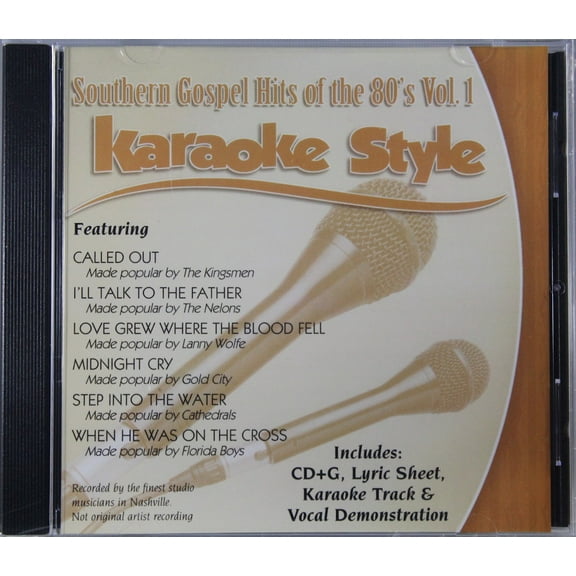 Southern Gospel Hits of the 80's Vol. 1
Karaoke Style
Featuring
CALLED OUT
Made popular by The Kingsmen
I'LL TALK TO THE FATHER
Made popular by The Nelons
LOVE GREW WHERE THE BLOOD FELL
Made popular by Lanny Wolfe
MIDNIGHT CRY
Made popular by Gold City
STEP INTO THE WATER
Made popular by Cathedrals
WHEN HE WAS ON THE CROSS
Made popular by Florida Boys
Recorded by the finest studio
musicians in Nashville.
Not original artist recording
Includes:
CD+G, Lyric Sheet,
Karaoke Track &
Vocal Demonstration